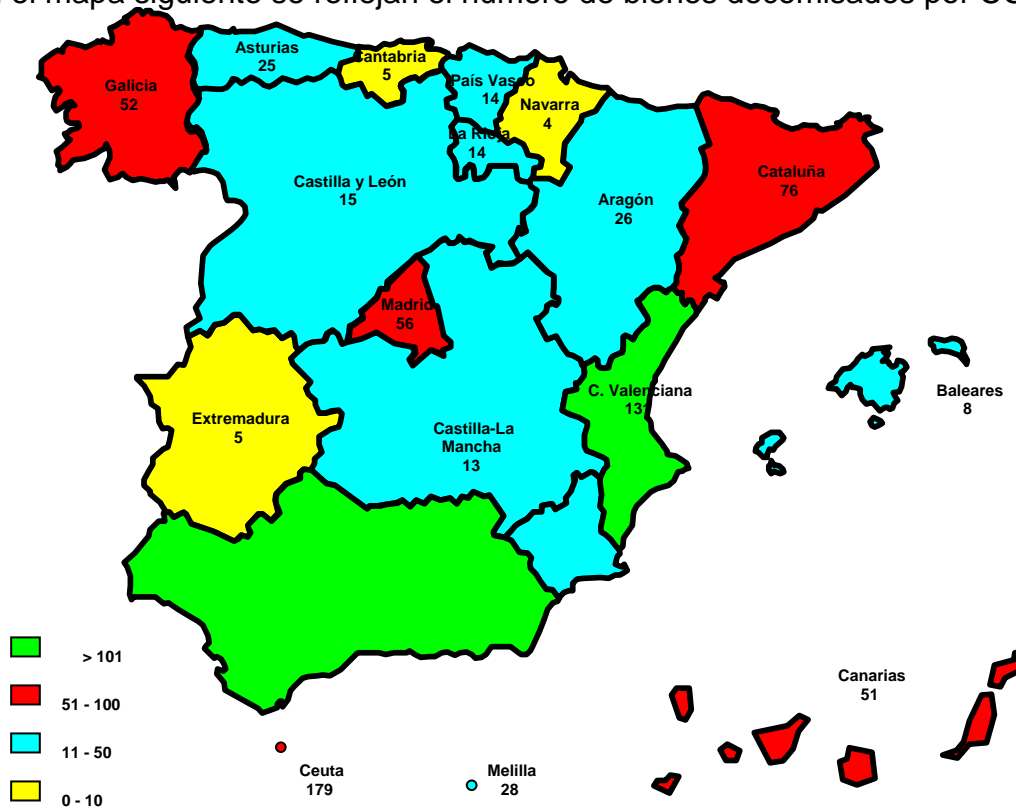 el mapa siguiente se reflejan el número de bienes decomisados por
Asturias
25
Cantabria
5
País Vasco
14
Navarra
4
Galicia
52
La Rioja
14
Castilla y León
15
Aragón
26
Cataluña
76
Madrid
56
C. Valenciana
131
Baleares
8
Extremadura
5
Castilla-La
Mancha
13
> 101
51 - 100
11 - 50
0 - 10
Canarias
51
Ceuta
179
Melilla
28